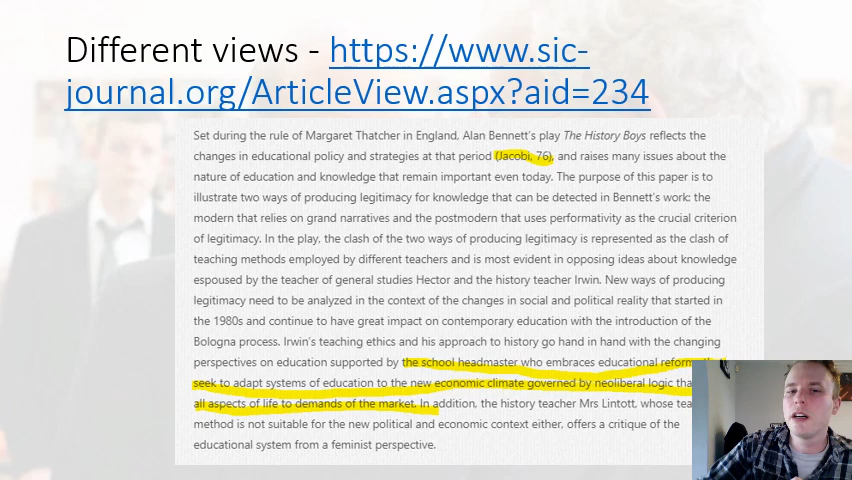 Different views - https://www.sic-
journal.org/ArticleView.aspx?aid=234
Set during the rule of Margaret Thatcher in England, Alan Bennett's play The History Boys reflects the
changes in educational policy and strategies at that period (Jacobi, 76), and raises many issues about the
nature of education and knowledge that remain important even today. The purpose of this paper is to
illustrate two ways of producing legitimacy for knowledge that can be detected in Bennett's work: the
modern that relies on grand narratives and the postmodern that uses performativity as the crucial criterion
of legitimacy. In the play, the clash of the two ways of producing legitimacy is represented as the clash of
teaching methods employed by different teachers and is most evident in opposing ideas about knowledge
espoused by the teacher of general studies Hector and the history teacher Irwin. New ways of producing
legitimacy need to be analyzed in the context of the changes in social and political reality that started in
the 1980s and continue to have great impact on contemporary education with the introduction of the
Bologna process. Irwin's teaching ethics and his approach to history go hand in hand with the changing
perspectives on education supported by the school headmaster who embraces educational
seek to adapt systems of education to the new economic climate governed by neoliberal logic
all aspects of life to demands of the market. In addition, the history teacher Mrs Lintott, whose
method is not suitable for the new political and economic context either, offers a critique of the
educational system from a feminist perspective.